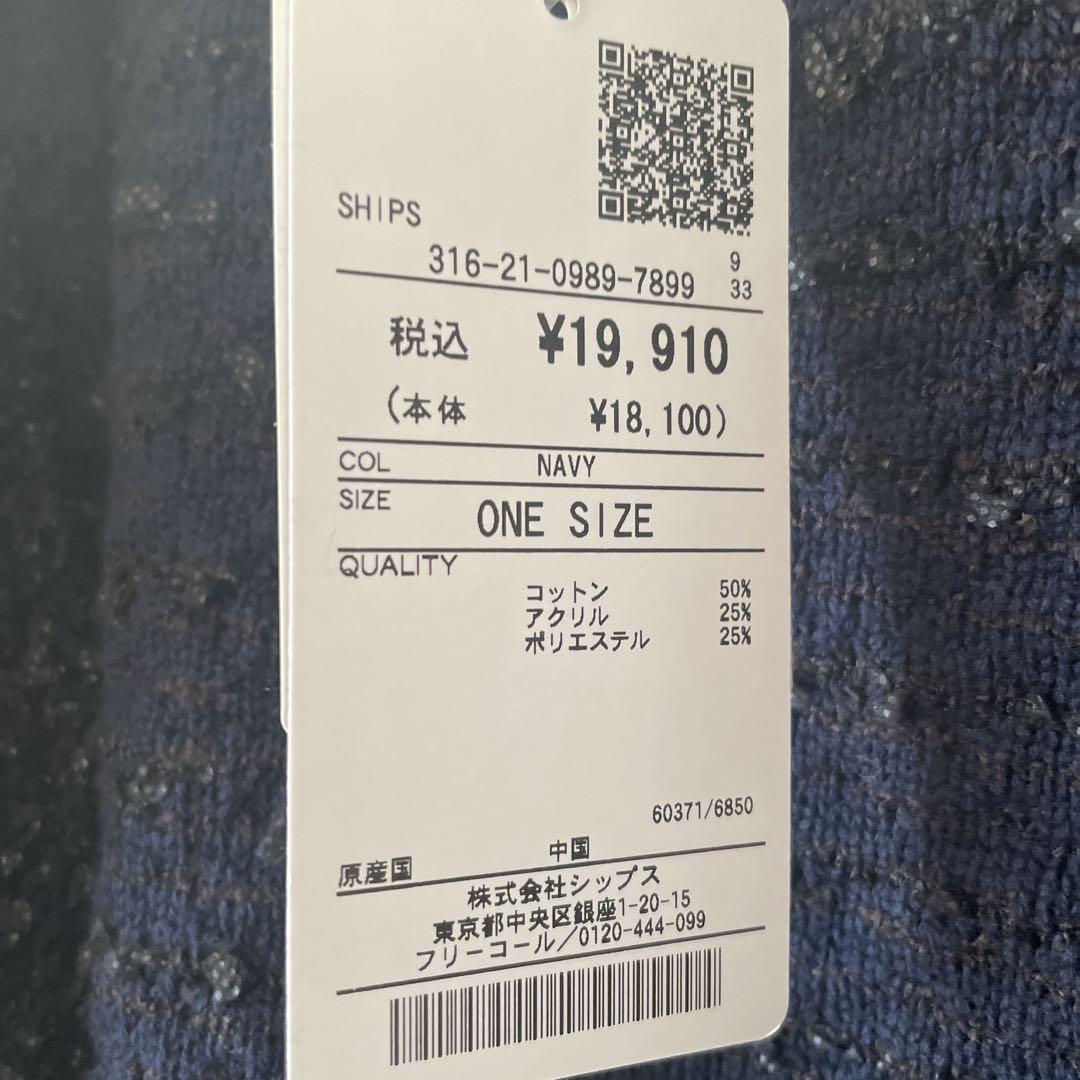 SHIPS
316-21-0989-7899
9
33
税込 ¥19,910
(本体 ¥18,100)
COL NAVY
SIZE ONE SIZE
QUALITY
コットン 50%
アクリル 25%
ポリエステル 25%
60371/6850
原産国 中国
株式会社シップス
東京都中央区銀座1-20-15
フリーコール/0120-444-099